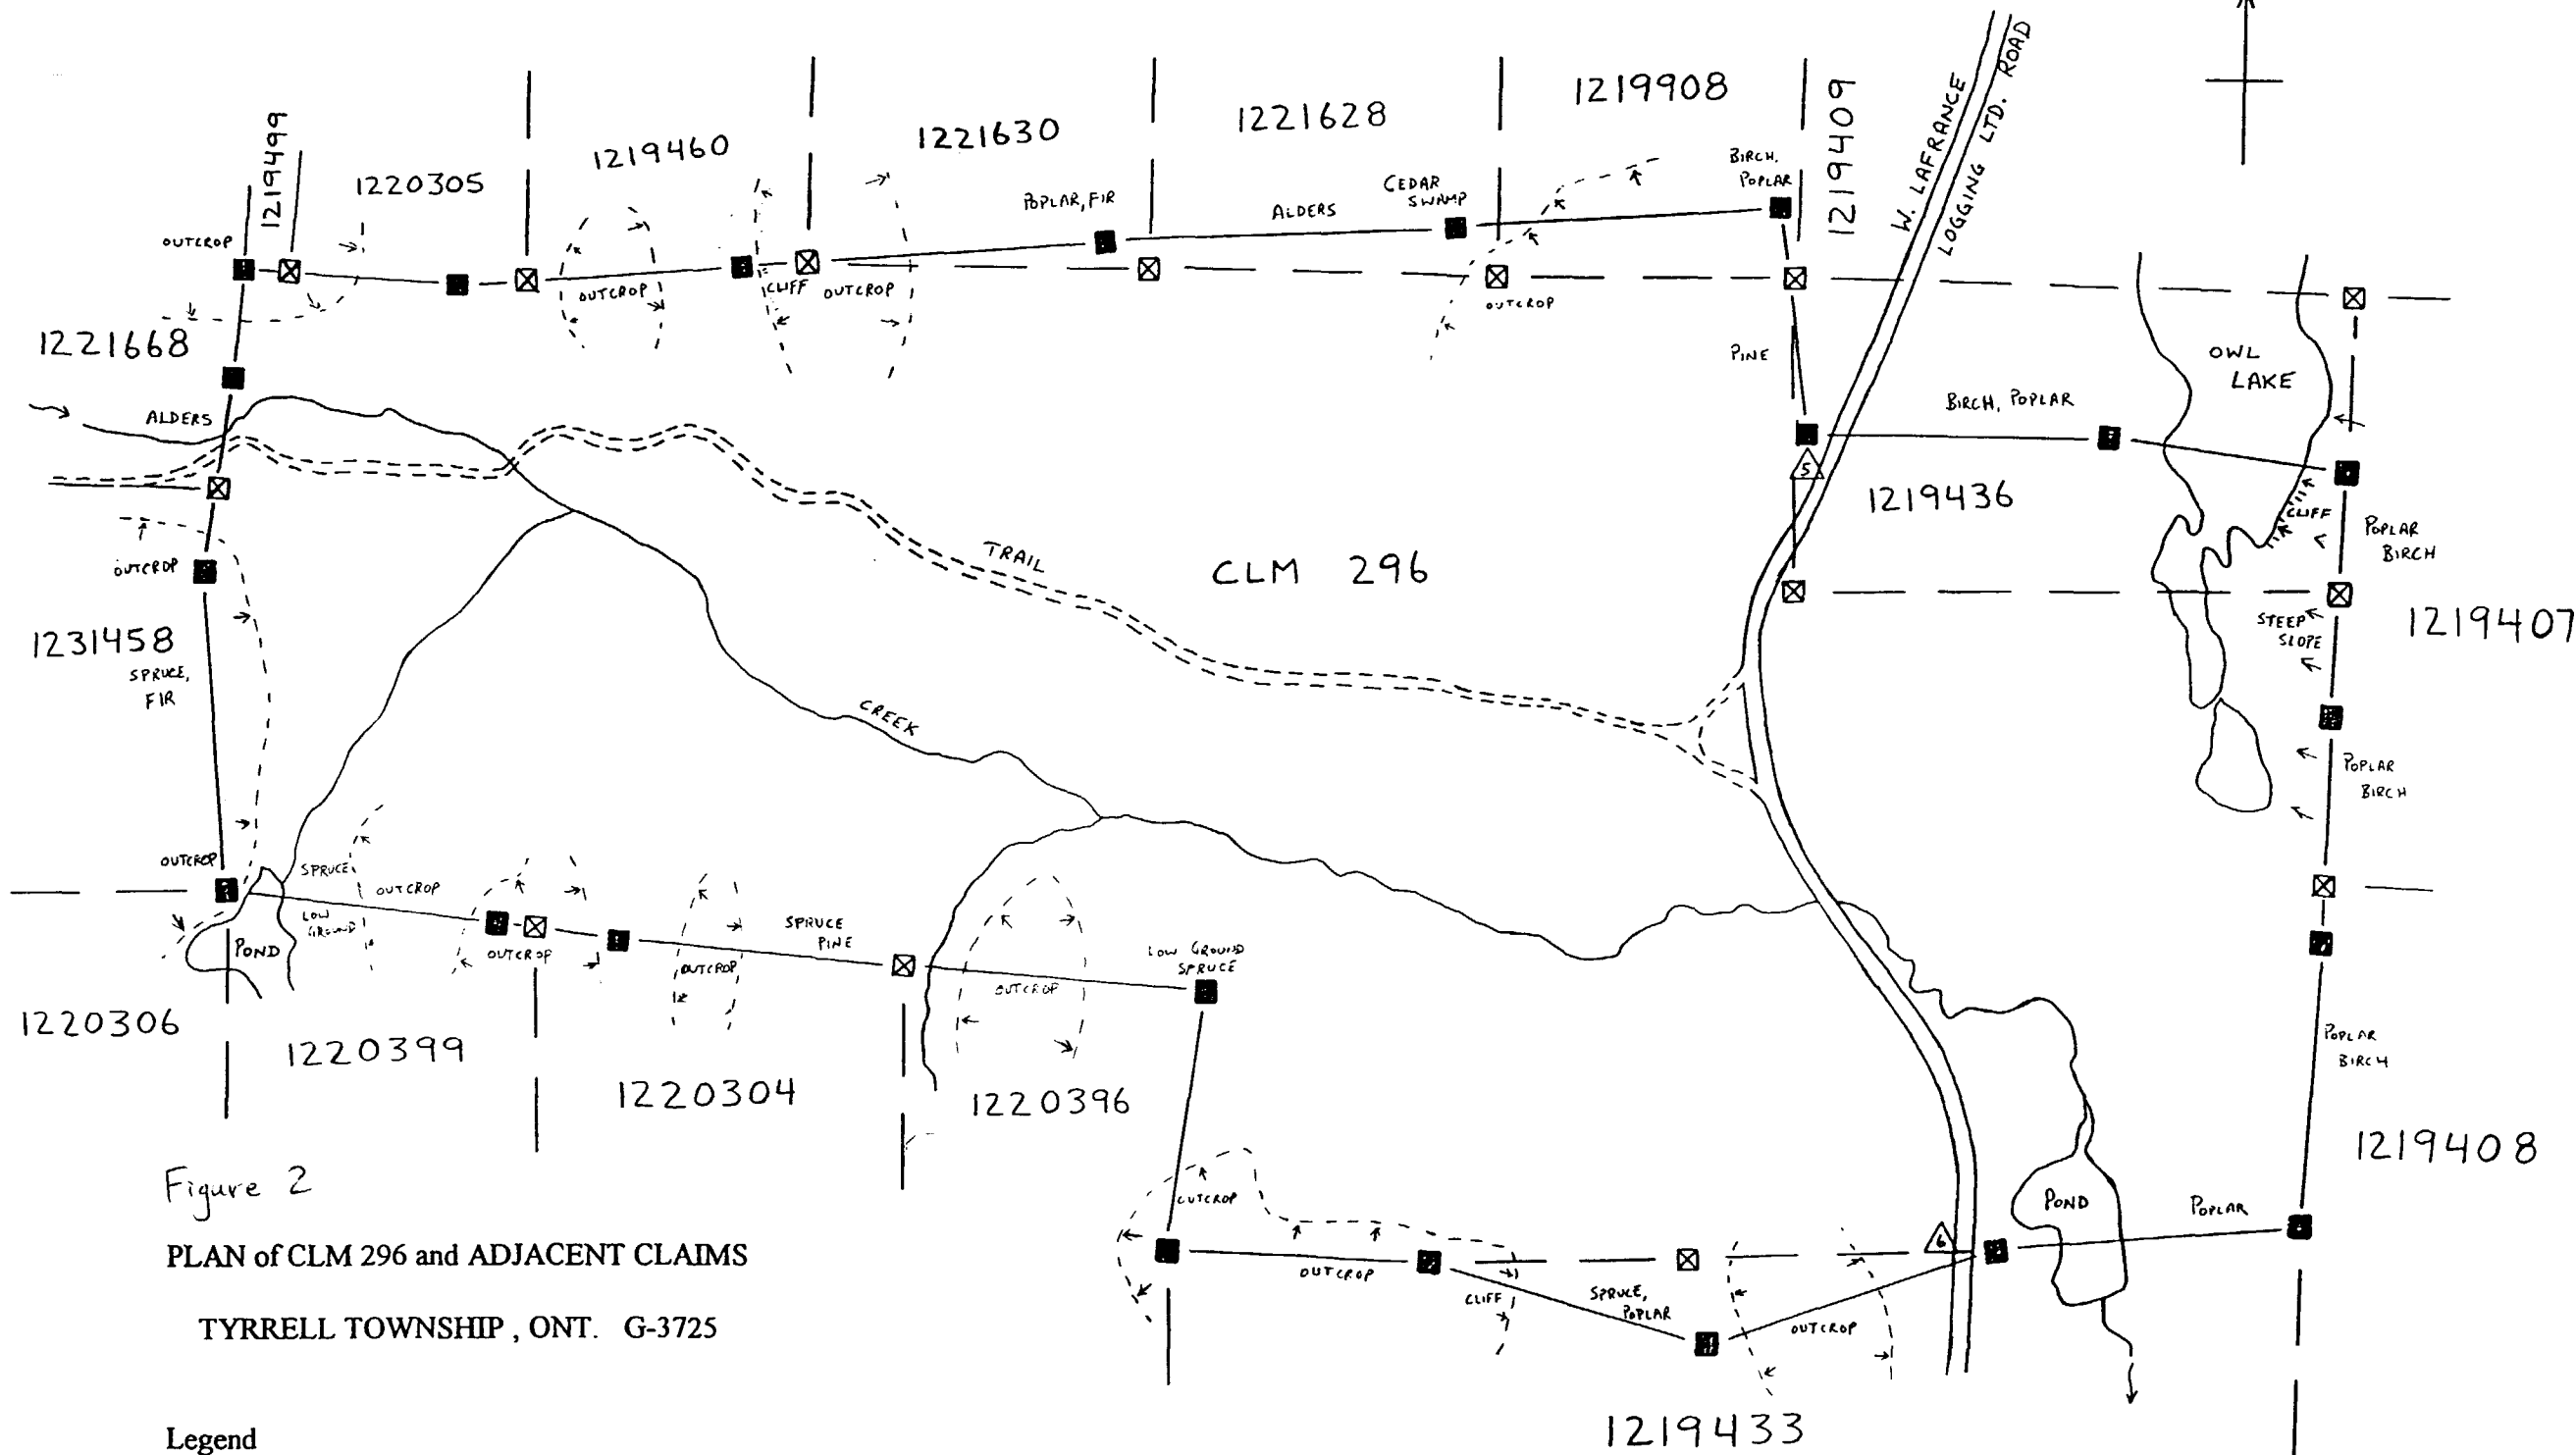 W. LAFRANCE
LOGGING LTD. ROAD
1219499
1220305
1219460
1221630
1221628
1219908
1219409
BIRCH,
POPLAR
CEDAR
SWAMP
POPLAR, FIR
ALDERS
OUTCROP
OUTCROP
CLIFF
OUTCROP
OUTCROP
1221668
PINE
OWL
LAKE
ALDERS
BIRCH, POPLAR
5
1219436
CLIFF
POPLAR
BIRCH
OUTCROP
TRAIL
CLM 296
1231458
SPRUCE,
FIR
STEEP
SLOPE
1219407
CREEK
POPLAR
BIRCH
OUTCROP
SPRUCE
OUTCROP
LOW
GROUND
POND
OUTCROP
OUTCROP
SPRUCE
PINE
OUTCROP
LOW GROUND
SPRUCE
1220306
1220399
1220304
1220396
POPLAR
BIRCH
1219408
Figure 2
OUTCROP
POND
POPLAR
PLAN of CLM 296 and ADJACENT CLAIMS
6
OUTCROP
CLIFF
SPRUCE,
POPLAR
OUTCROP
TYRRELL TOWNSHIP , ONT. G-3725
1219433
Legend